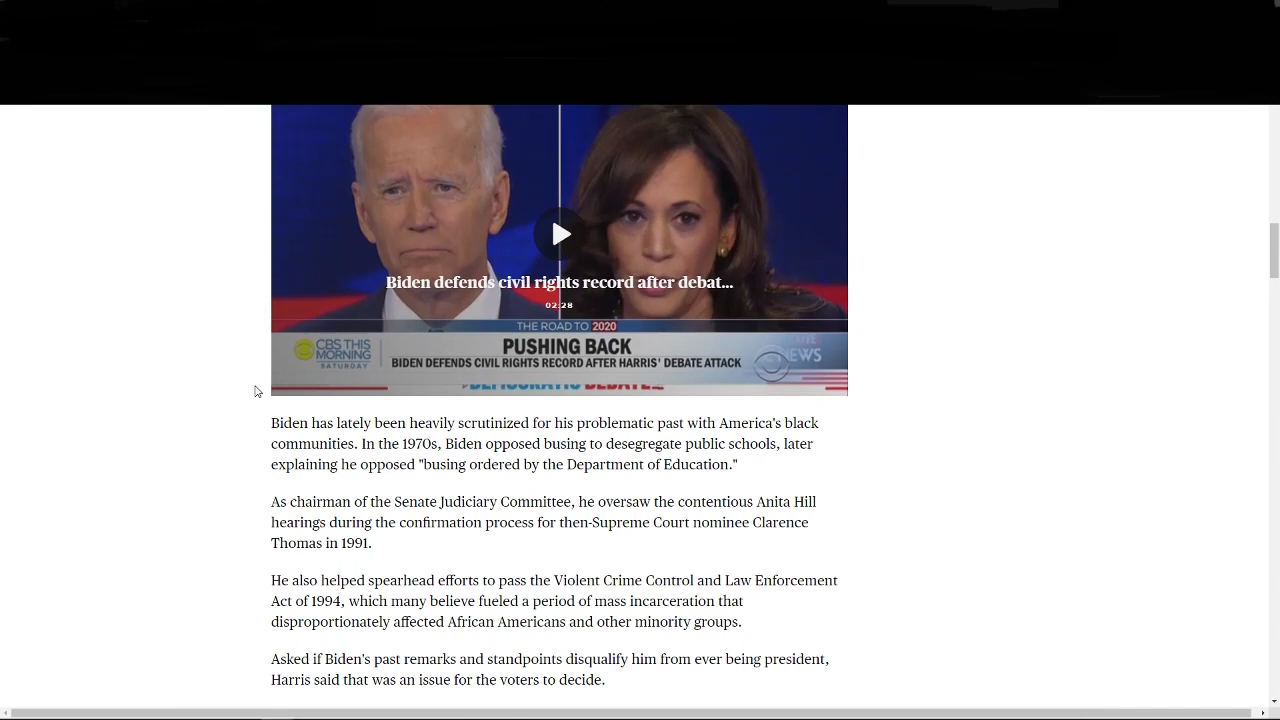 Biden defends civil rights record after debat...
02:28
THE ROAD TO 2020
CBS THIS
MORNING
SATURDAY
PUSHING BACK
BIDEN DEFENDS CIVIL RIGHTS RECORD AFTER HARRIS' DEBATE ATTACK
NEWS
DEMOCRATIC DEBATE
Biden has lately been heavily scrutinized for his problematic past with America's black
communities. In the 1970s, Biden opposed busing to desegregate public schools, later
explaining he opposed "busing ordered by the Department of Education."
As chairman of the Senate Judiciary Committee, he oversaw the contentious Anita Hill
hearings during the confirmation process for then-Supreme Court nominee Clarence
Thomas in 1991.
He also helped spearhead efforts to pass the Violent Crime Control and Law Enforcement
Act of 1994, which many believe fueled a period of mass incarceration that
disproportionately affected African Americans and other minority groups.
Asked if Biden's past remarks and standpoints disqualify him from ever being president,
Harris said that was an issue for the voters to decide.